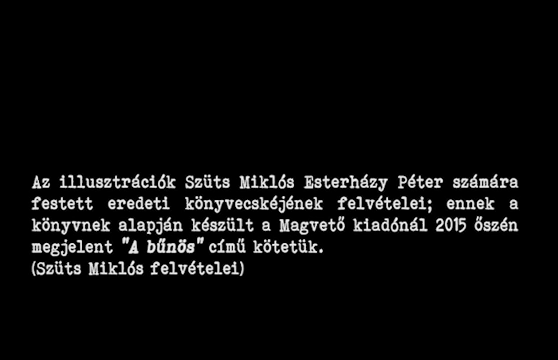 Az illusztrációk Szüts Miklós Esterházy Péter számára
festett eredeti könyvecskéjének felvételei; ennek a
könyvnek alapján készült a Magvető kiadónál 2015 őszén
megjelent "A bűnös" című kötetük.
(Szüts Miklós felvételei)